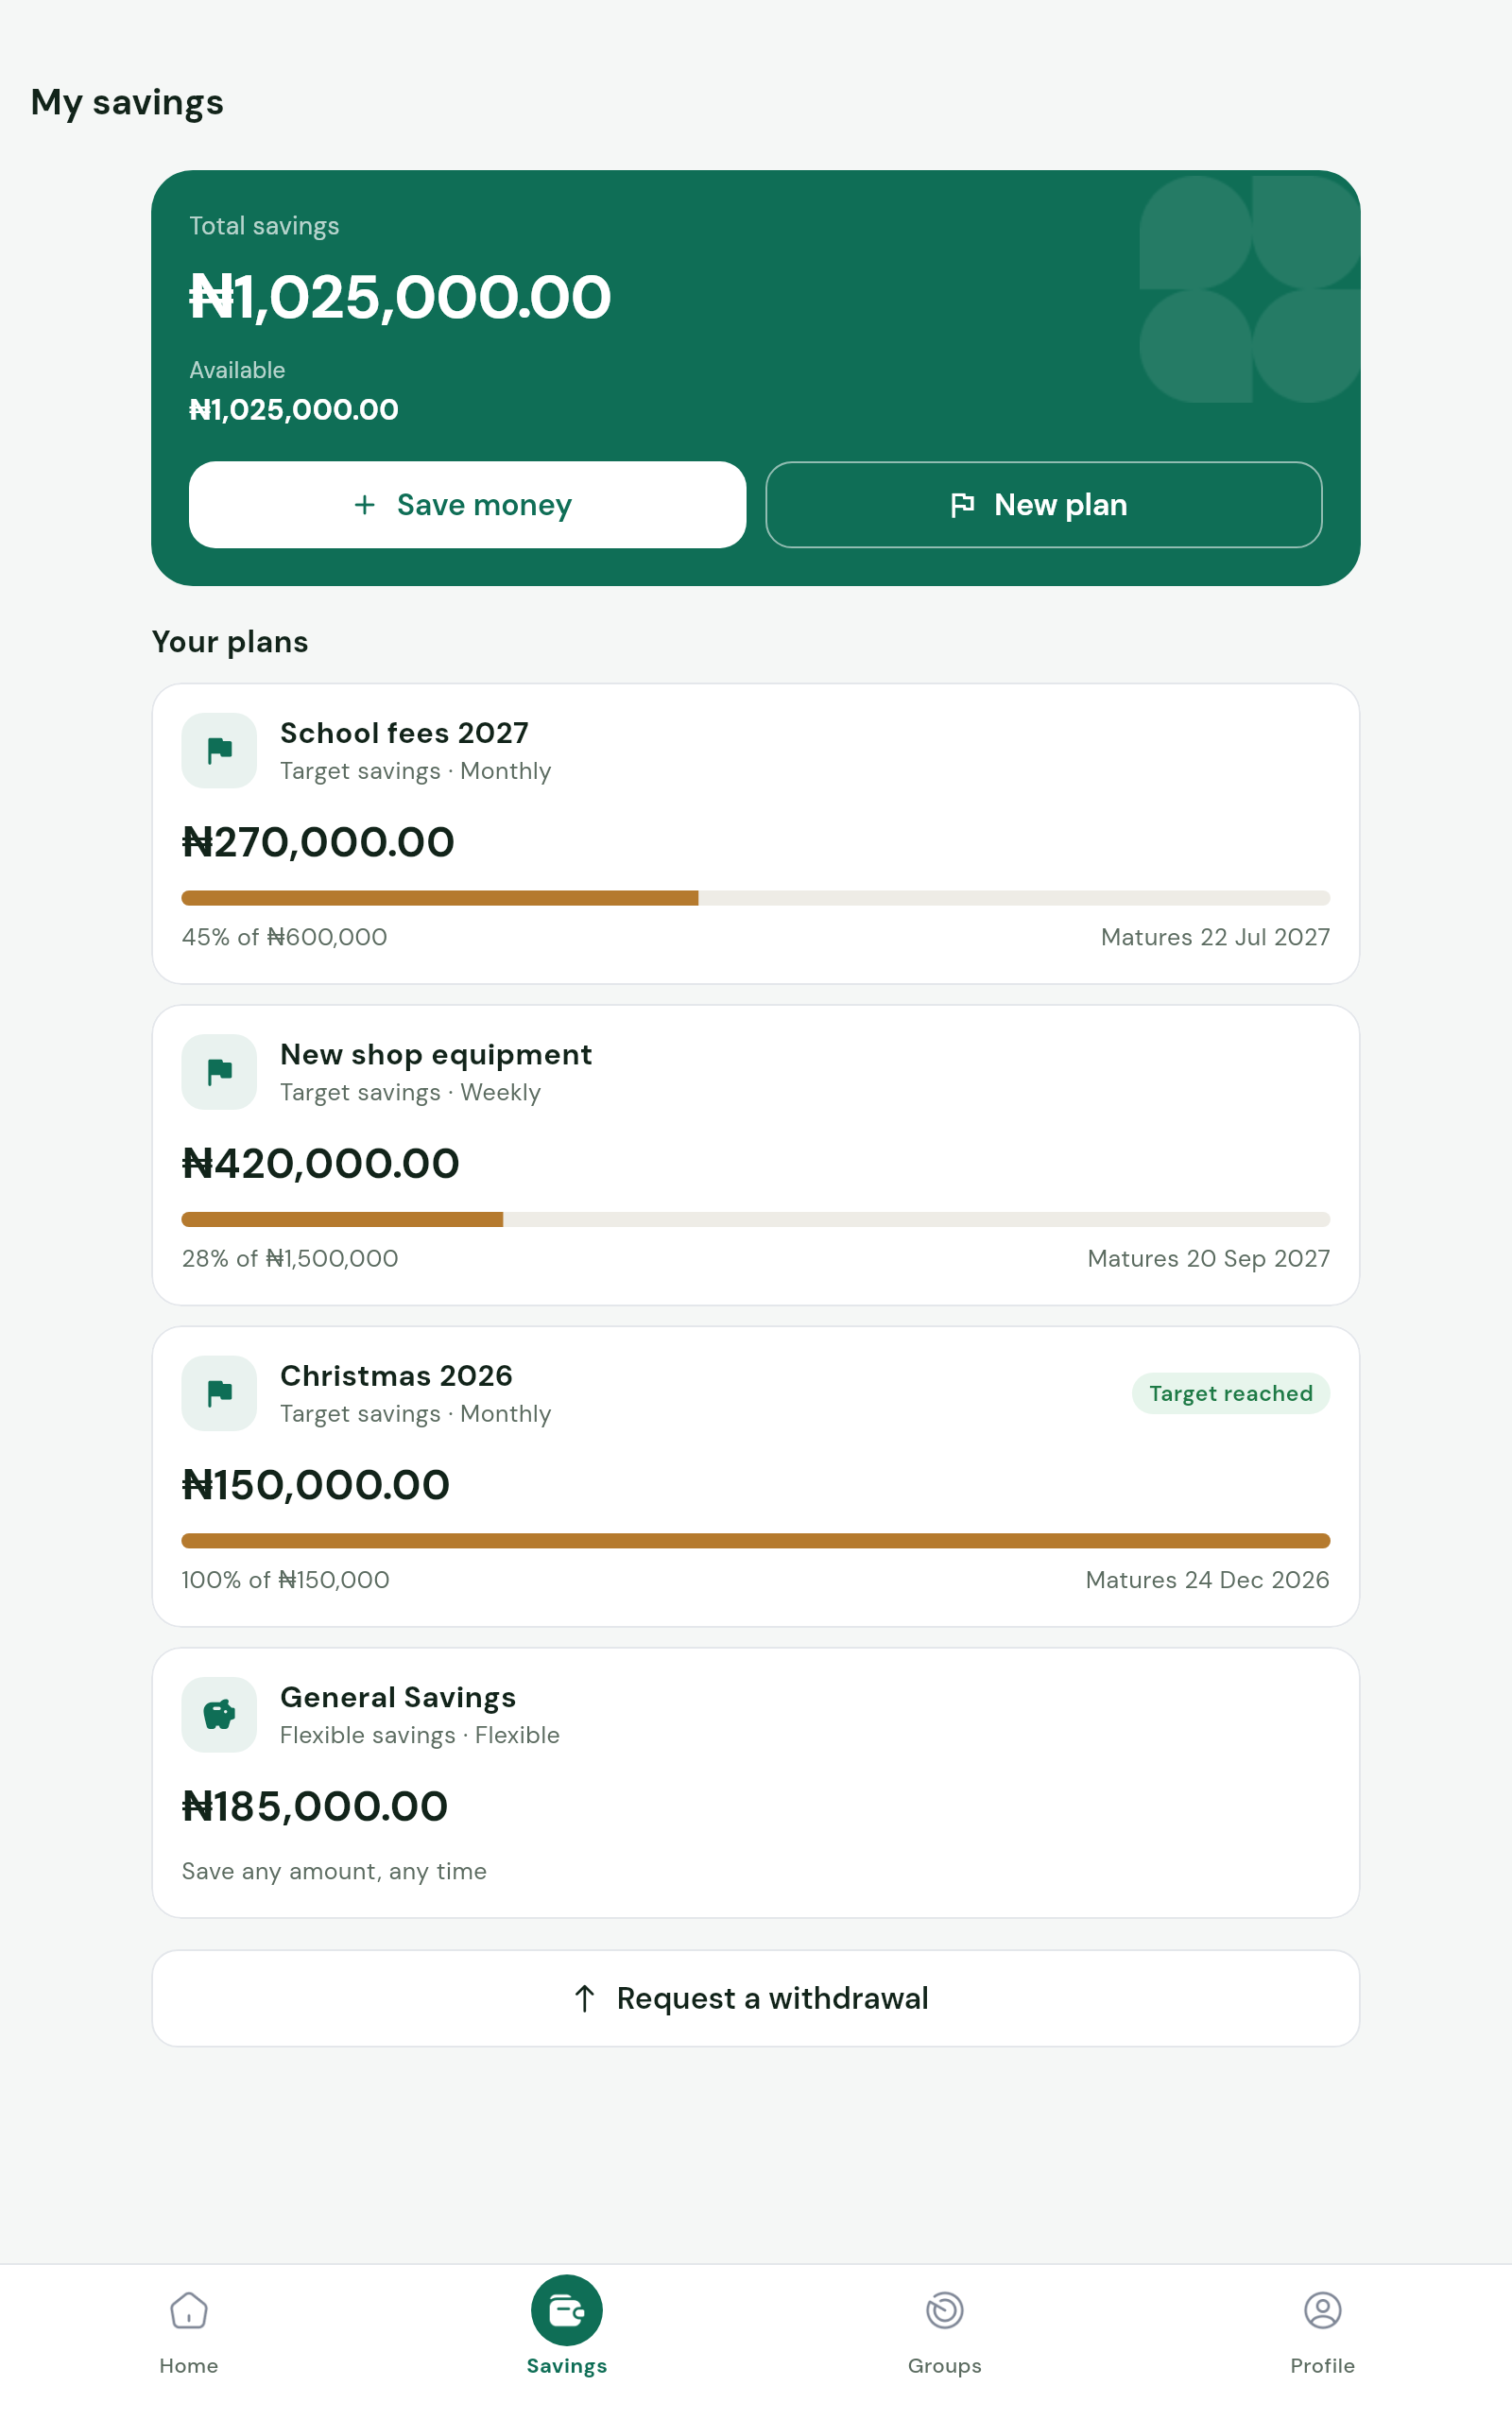 My savings
Total savings
₦1,025,000.00
Available
₦1,025,000.00
Save money
New plan
Your plans
School fees 2027
Target savings · Monthly
₦270,000.00
45% of ₦600,000
Matures 22 Jul 2027
New shop equipment
Target savings · Weekly
₦420,000.00
28% of ₦1,500,000
Matures 20 Sep 2027
Christmas 2026
Target savings · Monthly
Target reached
₦150,000.00
100% of ₦150,000
Matures 24 Dec 2026
General Savings
Flexible savings · Flexible
₦185,000.00
Save any amount, any time
Request a withdrawal
Home
Savings
Groups
Profile